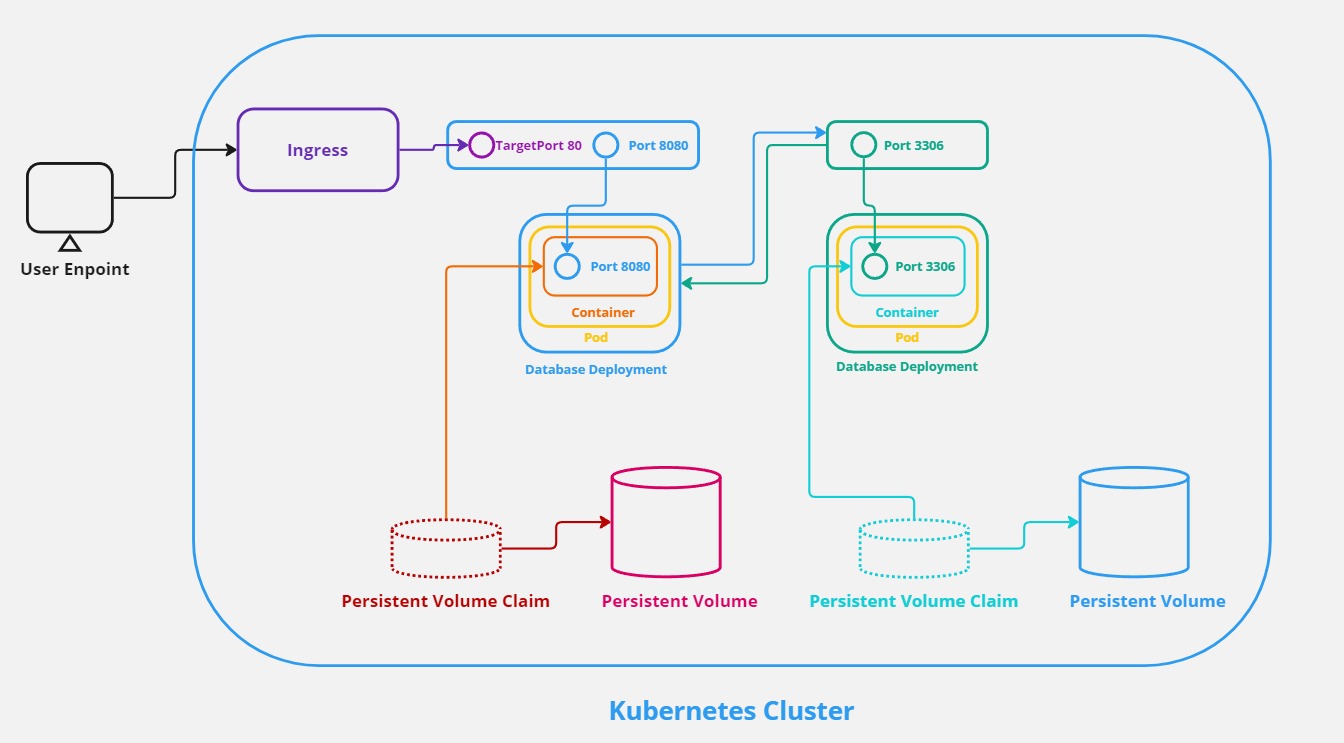 Ingress
TargetPort 80
Port 8080
Port 3306
User Enpoint
Port 8080
Container
Pod
Database Deployment
Port 3306
Container
Pod
Database Deployment
Persistent Volume Claim
Persistent Volume
Persistent Volume Claim
Persistent Volume
Kubernetes Cluster